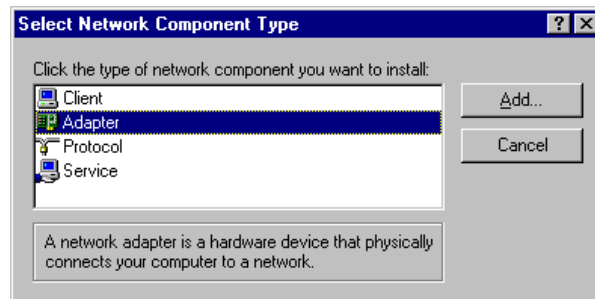 Select Network Component Type
Click the type of network component you want to install:
Client
Adapter
Protocol
Service
Add...
Cancel
A network adapter is a hardware device that physically
connects your computer to a network.